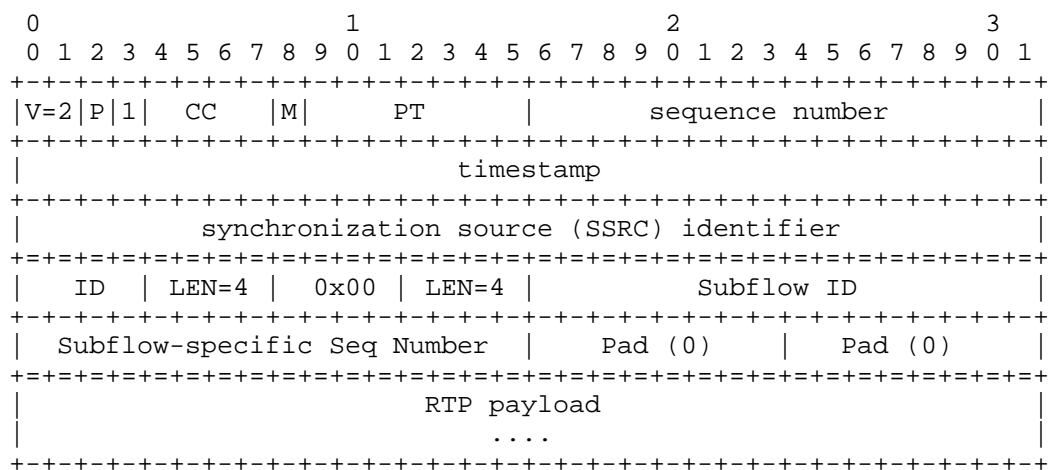 0                   1                   2                   3
 0 1 2 3 4 5 6 7 8 9 0 1 2 3 4 5 6 7 8 9 0 1 2 3 4 5 6 7 8 9 0 1
+-+-+-+-+-+-+-+-+-+-+-+-+-+-+-+-+-+-+-+-+-+-+-+-+-+-+-+-+-+-+-+-+
|V=2|P|1|  CC   |M|     PT      |       sequence number         |
+-+-+-+-+-+-+-+-+-+-+-+-+-+-+-+-+-+-+-+-+-+-+-+-+-+-+-+-+-+-+-+-+
|                           timestamp                           |
+-+-+-+-+-+-+-+-+-+-+-+-+-+-+-+-+-+-+-+-+-+-+-+-+-+-+-+-+-+-+-+-+
|           synchronization source (SSRC) identifier            |
+=+=+=+=+=+=+=+=+=+=+=+=+=+=+=+=+=+=+=+=+=+=+=+=+=+=+=+=+=+=+=+=+
|   ID  | LEN=4 |  0x00 | LEN=4 |          Subflow ID           |
+-+-+-+-+-+-+-+-+-+-+-+-+-+-+-+-+-+-+-+-+-+-+-+-+-+-+-+-+-+-+-+-+
|  Subflow-specific Seq Number  |    Pad (0)    |   Pad (0)     |
+=+=+=+=+=+=+=+=+=+=+=+=+=+=+=+=+=+=+=+=+=+=+=+=+=+=+=+=+=+=+=+=+
|                         RTP payload                           |
|                             ....                              |
+-+-+-+-+-+-+-+-+-+-+-+-+-+-+-+-+-+-+-+-+-+-+-+-+-+-+-+-+-+-+-+-+